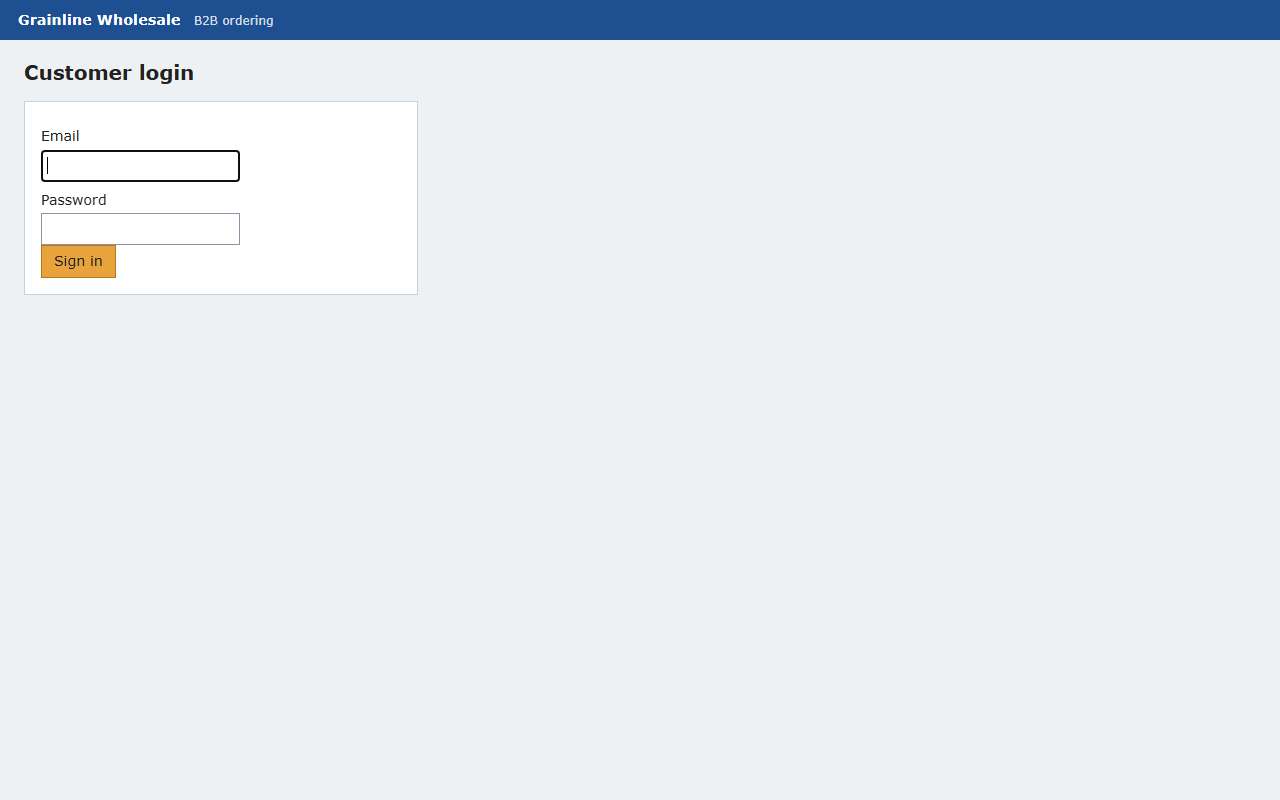 Grainline Wholesale B2B ordering
Customer login
Email
Password
Sign in